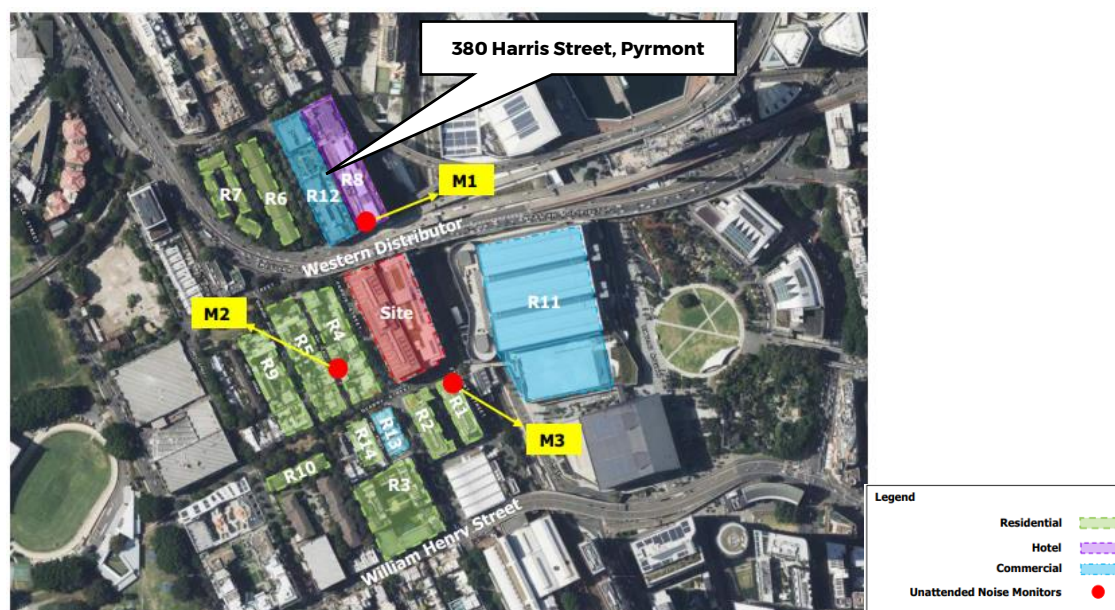 380 Harris Street, Pyrmont
M1
R7
R6
R12
R8
Western Distributor
R11
Site
M2
R4
R5
R9
R2
R1
R13
R14
M3
R10
R3
William Henry Street
Legend
Residential
Hotel
Commercial
Unattended Noise Monitors